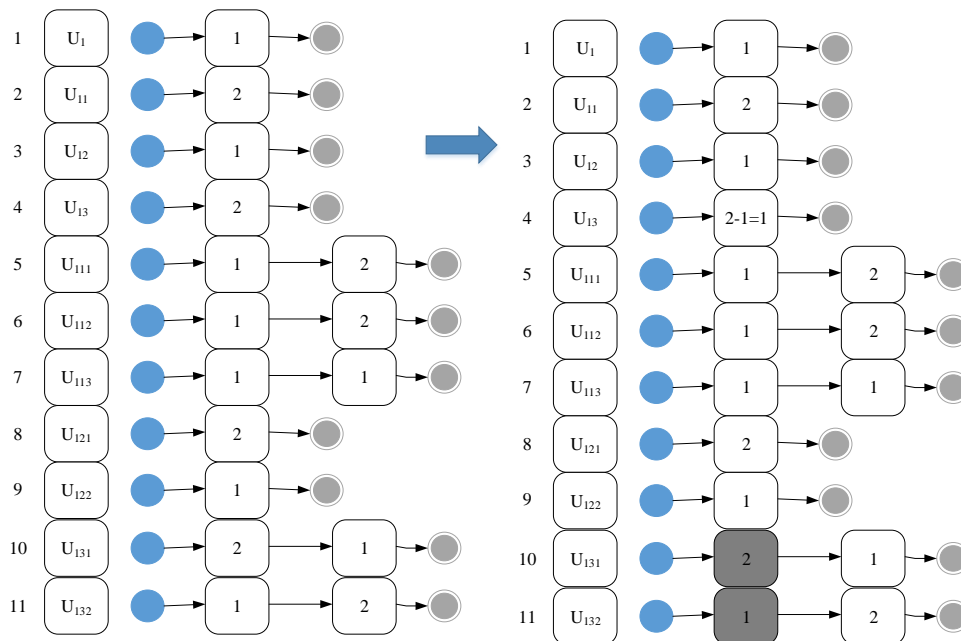 1 U₁ 1
2 U₁₁ 2
3 U₁₂ 1
4 U₁₃ 2
5 U₁₁₁ 1 2
6 U₁₁₂ 1 2
7 U₁₁₃ 1 1
8 U₁₂₁ 2
9 U₁₂₂ 1
10 U₁₃₁ 2 1
11 U₁₃₂ 1 2
1 U₁ 1
2 U₁₁ 2
3 U₁₂ 1
4 U₁₃ 2-1=1
5 U₁₁₁ 1 2
6 U₁₁₂ 1 2
7 U₁₁₃ 1 1
8 U₁₂₁ 2
9 U₁₂₂ 1
10 U₁₃₁ 2 1
11 U₁₃₂ 1 2